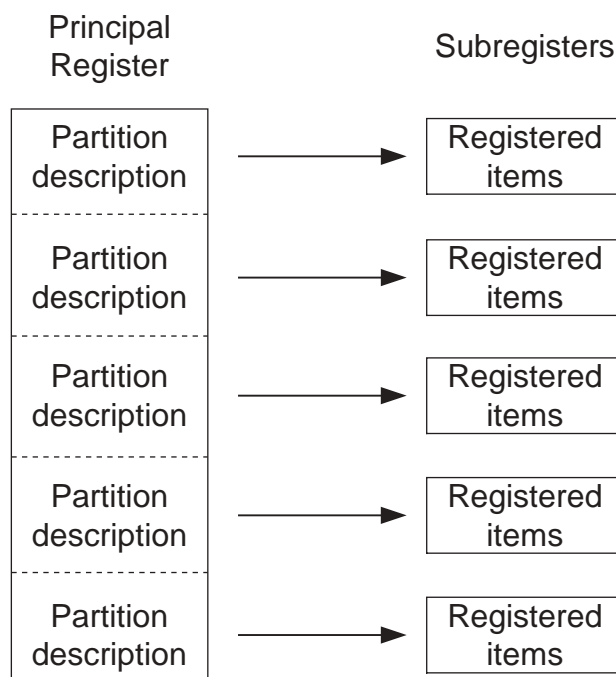 Principal
Register
Subregisters
Partition
description
Registered
items
Partition
description
Registered
items
Partition
description
Registered
items
Partition
description
Registered
items
Partition
description
Registered
items